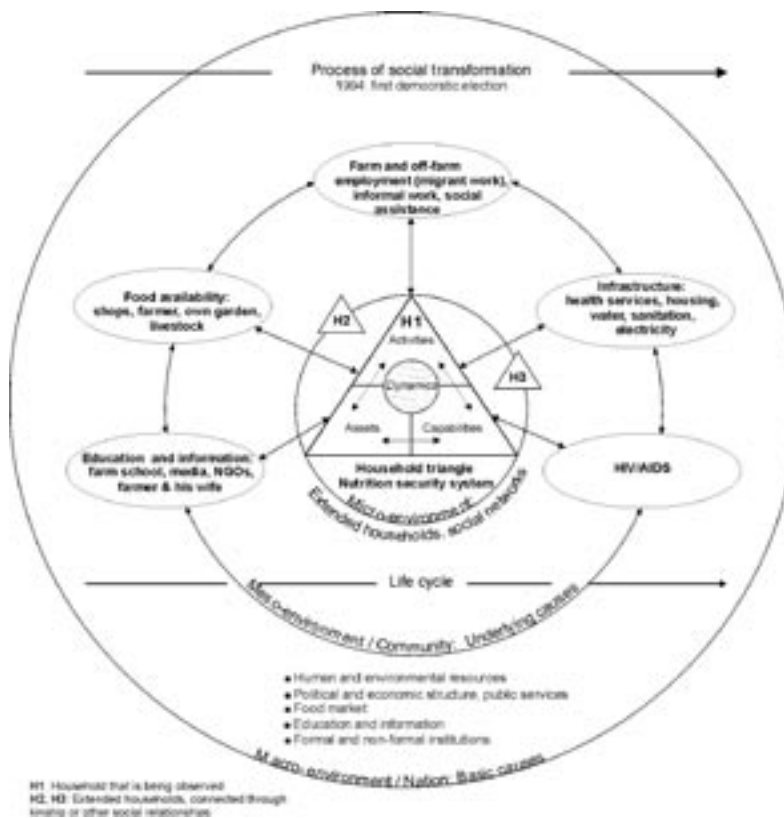 Process of social transformation
1994: first democratic election
Farm and off-farm
employment (migrant work),
informal work, social
assistance
Food availability:
shops, farmer, own garden,
livestock
Infrastructure:
health services, housing,
water, sanitation,
electricity
H2
H1
Activities
H3
Dynamics
Assets
Capabilities
Education and information:
farm school, media, NGOs,
farmer & his wife
HIV/AIDS
Household triangle
Nutrition security system
Micro-environment
Extended households, social networks
Life cycle
Meso-environment / Community: Underlying causes
● Human and environmental resources
● Political and economic structure, public services
● Food market
● Education and information
● Formal and non-formal institutions
Macro-environment / Nation: Basic causes
H1: Household that is being observed
H2, H3: Extended households, connected through
kinship or other social relationships